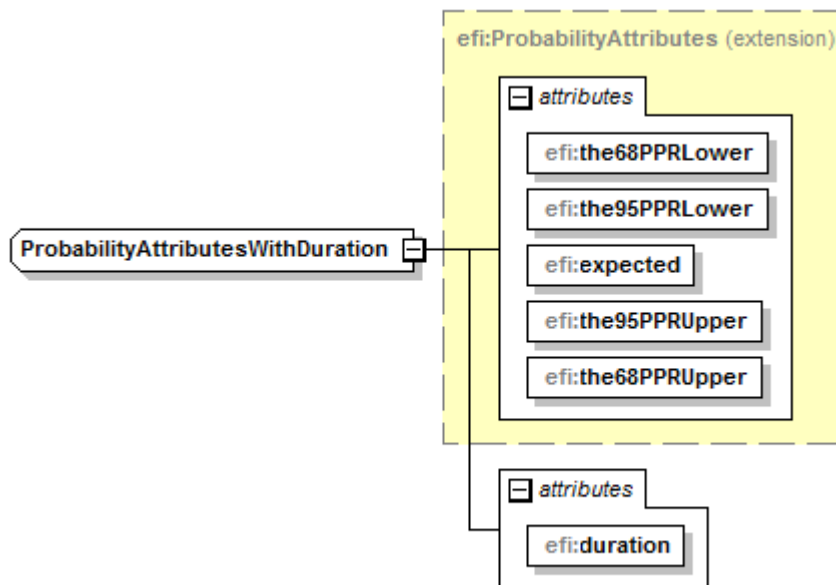 efi:ProbabilityAttributes (extension)
attributes
efi:the68PPRLower
efi:the95PPRLower
ProbabilityAttributesWithDuration
efi:expected
efi:the95PPRUpper
efi:the68PPRUpper
attributes
efi:duration